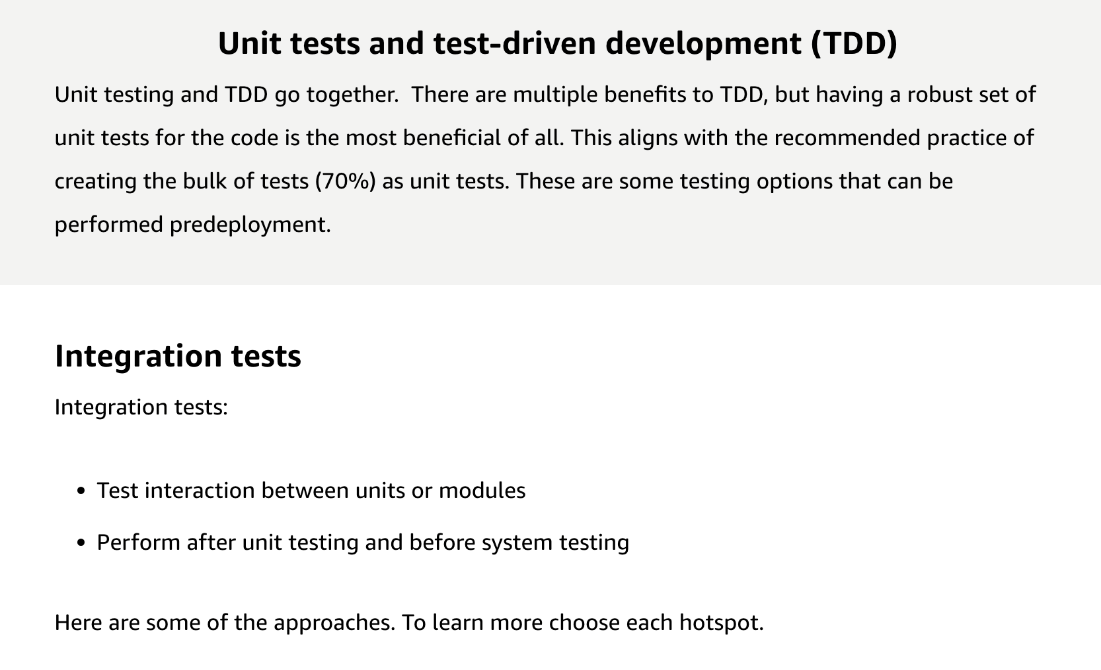 Unit tests and test-driven development (TDD)
Unit testing and TDD go together.  There are multiple benefits to TDD, but having a robust set of
unit tests for the code is the most beneficial of all. This aligns with the recommended practice of
creating the bulk of tests (70%) as unit tests. These are some testing options that can be
performed predeployment.
Integration tests
Integration tests:
• Test interaction between units or modules
• Perform after unit testing and before system testing
Here are some of the approaches. To learn more choose each hotspot.